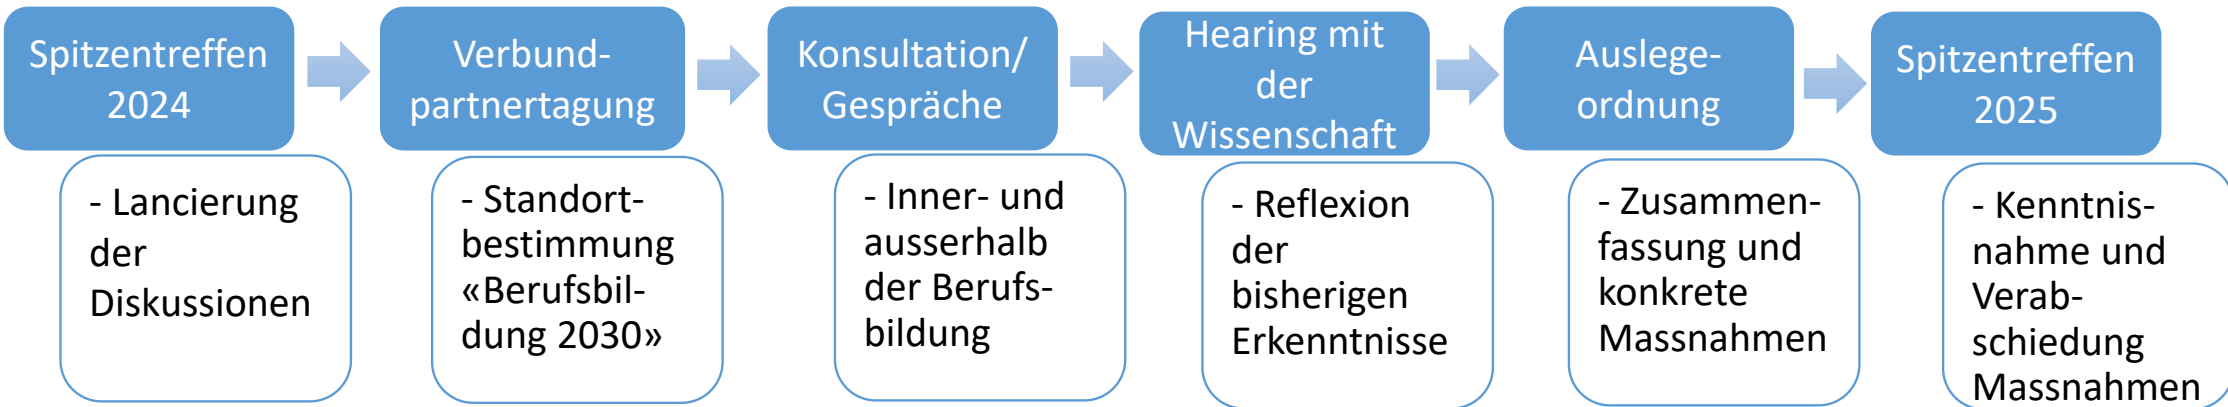 Spitzentreffen
2024
- Lancierung
der
Diskussionen
Verbund-
partnertagung
- Standort-
bestimmung
«Berufsbil-
dung 2030»
Konsultation/
Gespräche
- Inner- und
ausserhalb
der Berufs-
bildung
Hearing mit
der
Wissenschaft
- Reflexion
der
bisherigen
Erkenntnisse
Auslege-
ordnung
- Zusammen-
fassung und
konkrete
Massnahmen
Spitzentreffen
2025
- Kenntnis-
nahme und
Verab-
schiedung
Massnahmen